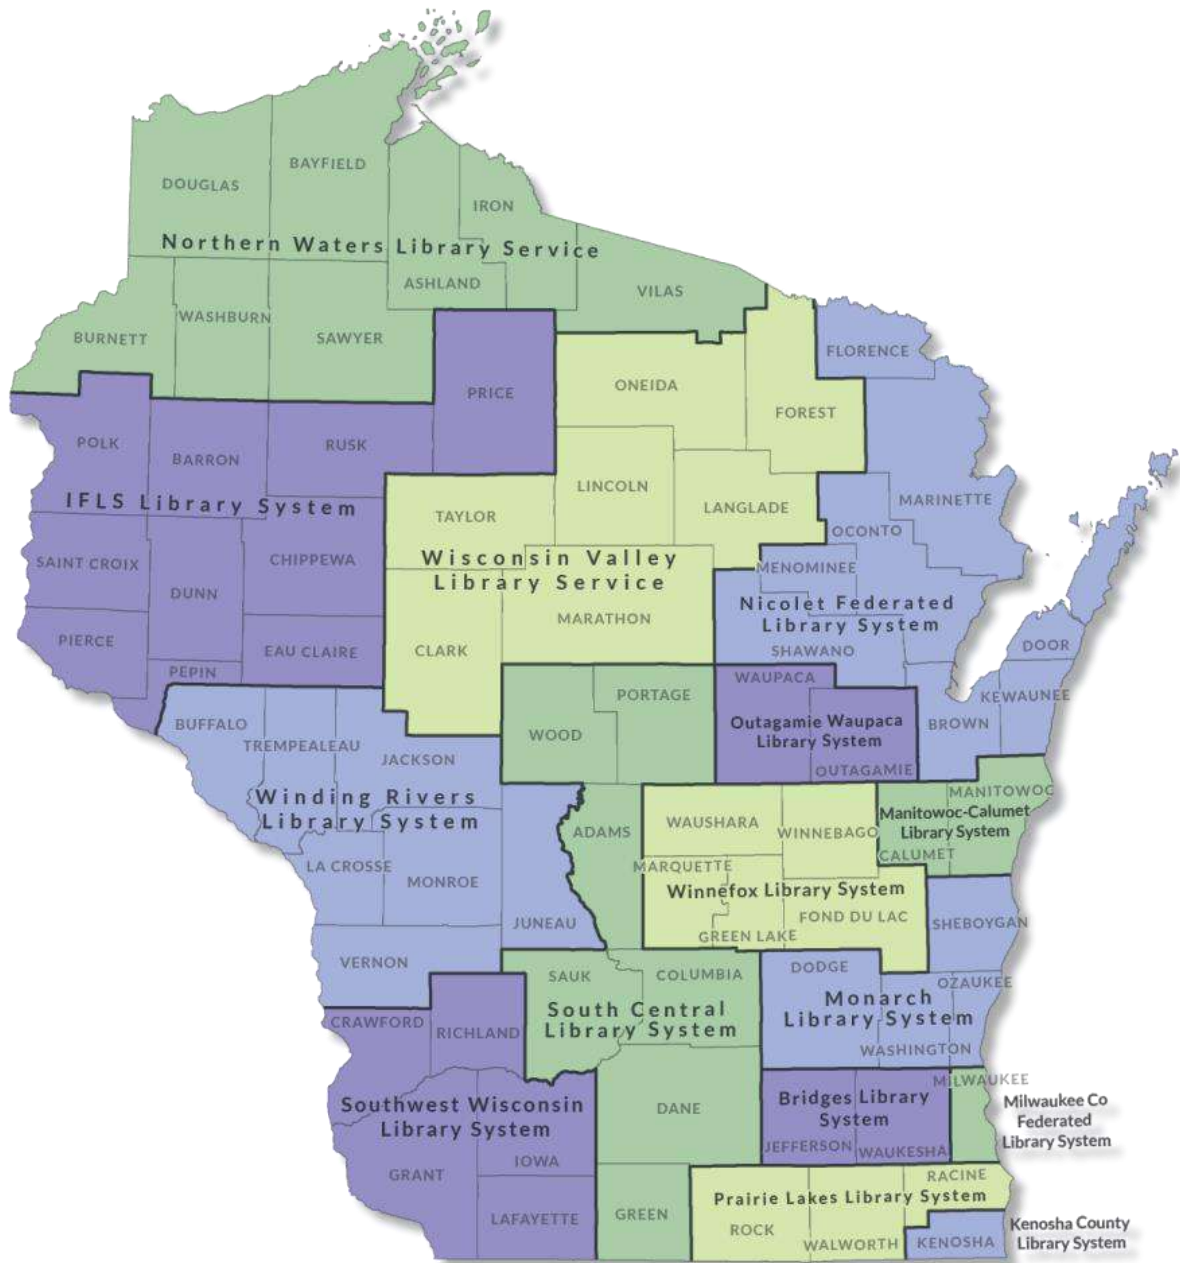 BAYFIELD
DOUGLAS
IRON
Northern Waters Library Service
ASHLAND
VILAS
WASHBURN
BURNETT
SAWYER
FLORENCE
PRICE
ONEIDA
FOREST
POLK
BARRON
RUSK
LINCOLN
MARINETTE
IFLS Library System
LANGLADE
TAYLOR
OCONTO
Wisconsin Valley
Library Service
CHIPPEWA
SAINT CROIX
MENOMINEE
DUNN
Nicolet Federated
Library System
MARATHON
PIERCE
EAU CLAIRE
CLARK
SHAWANO
DOOR
PEPIN
WAUPACA
PORTAGE
KEWAUNEE
BUFFALO
Outagamie Waupaca
Library System
BROWN
WOOD
TREMPEALEAU
JACKSON
OUTAGAMIE
MANITOWOC
Winding Rivers
Library System
Manitowoc-Calumet
Library System
ADAMS
WAUSHARA
WINNEBAGO
CALUMET
LA CROSSE
MARQUETTE
MONROE
Winnefox Library System
FOND DU LAC
JUNEAU
SHEBOYGAN
GREEN LAKE
VERNON
SAUK
COLUMBIA
DODGE
OZAUKEE
Monarch
Library System
South Central
Library System
CRAWFORD
RICHLAND
WASHINGTON
MILWAUKEE
Milwaukee Co
Federated
Library System
Bridges Library
System
Southwest Wisconsin
Library System
DANE
JEFFERSON
WAUKESHA
IOWA
GRANT
RACINE
Prairie Lakes Library System
LAFAYETTE
GREEN
ROCK
WALWORTH
KENOSHA
Kenosha County
Library System